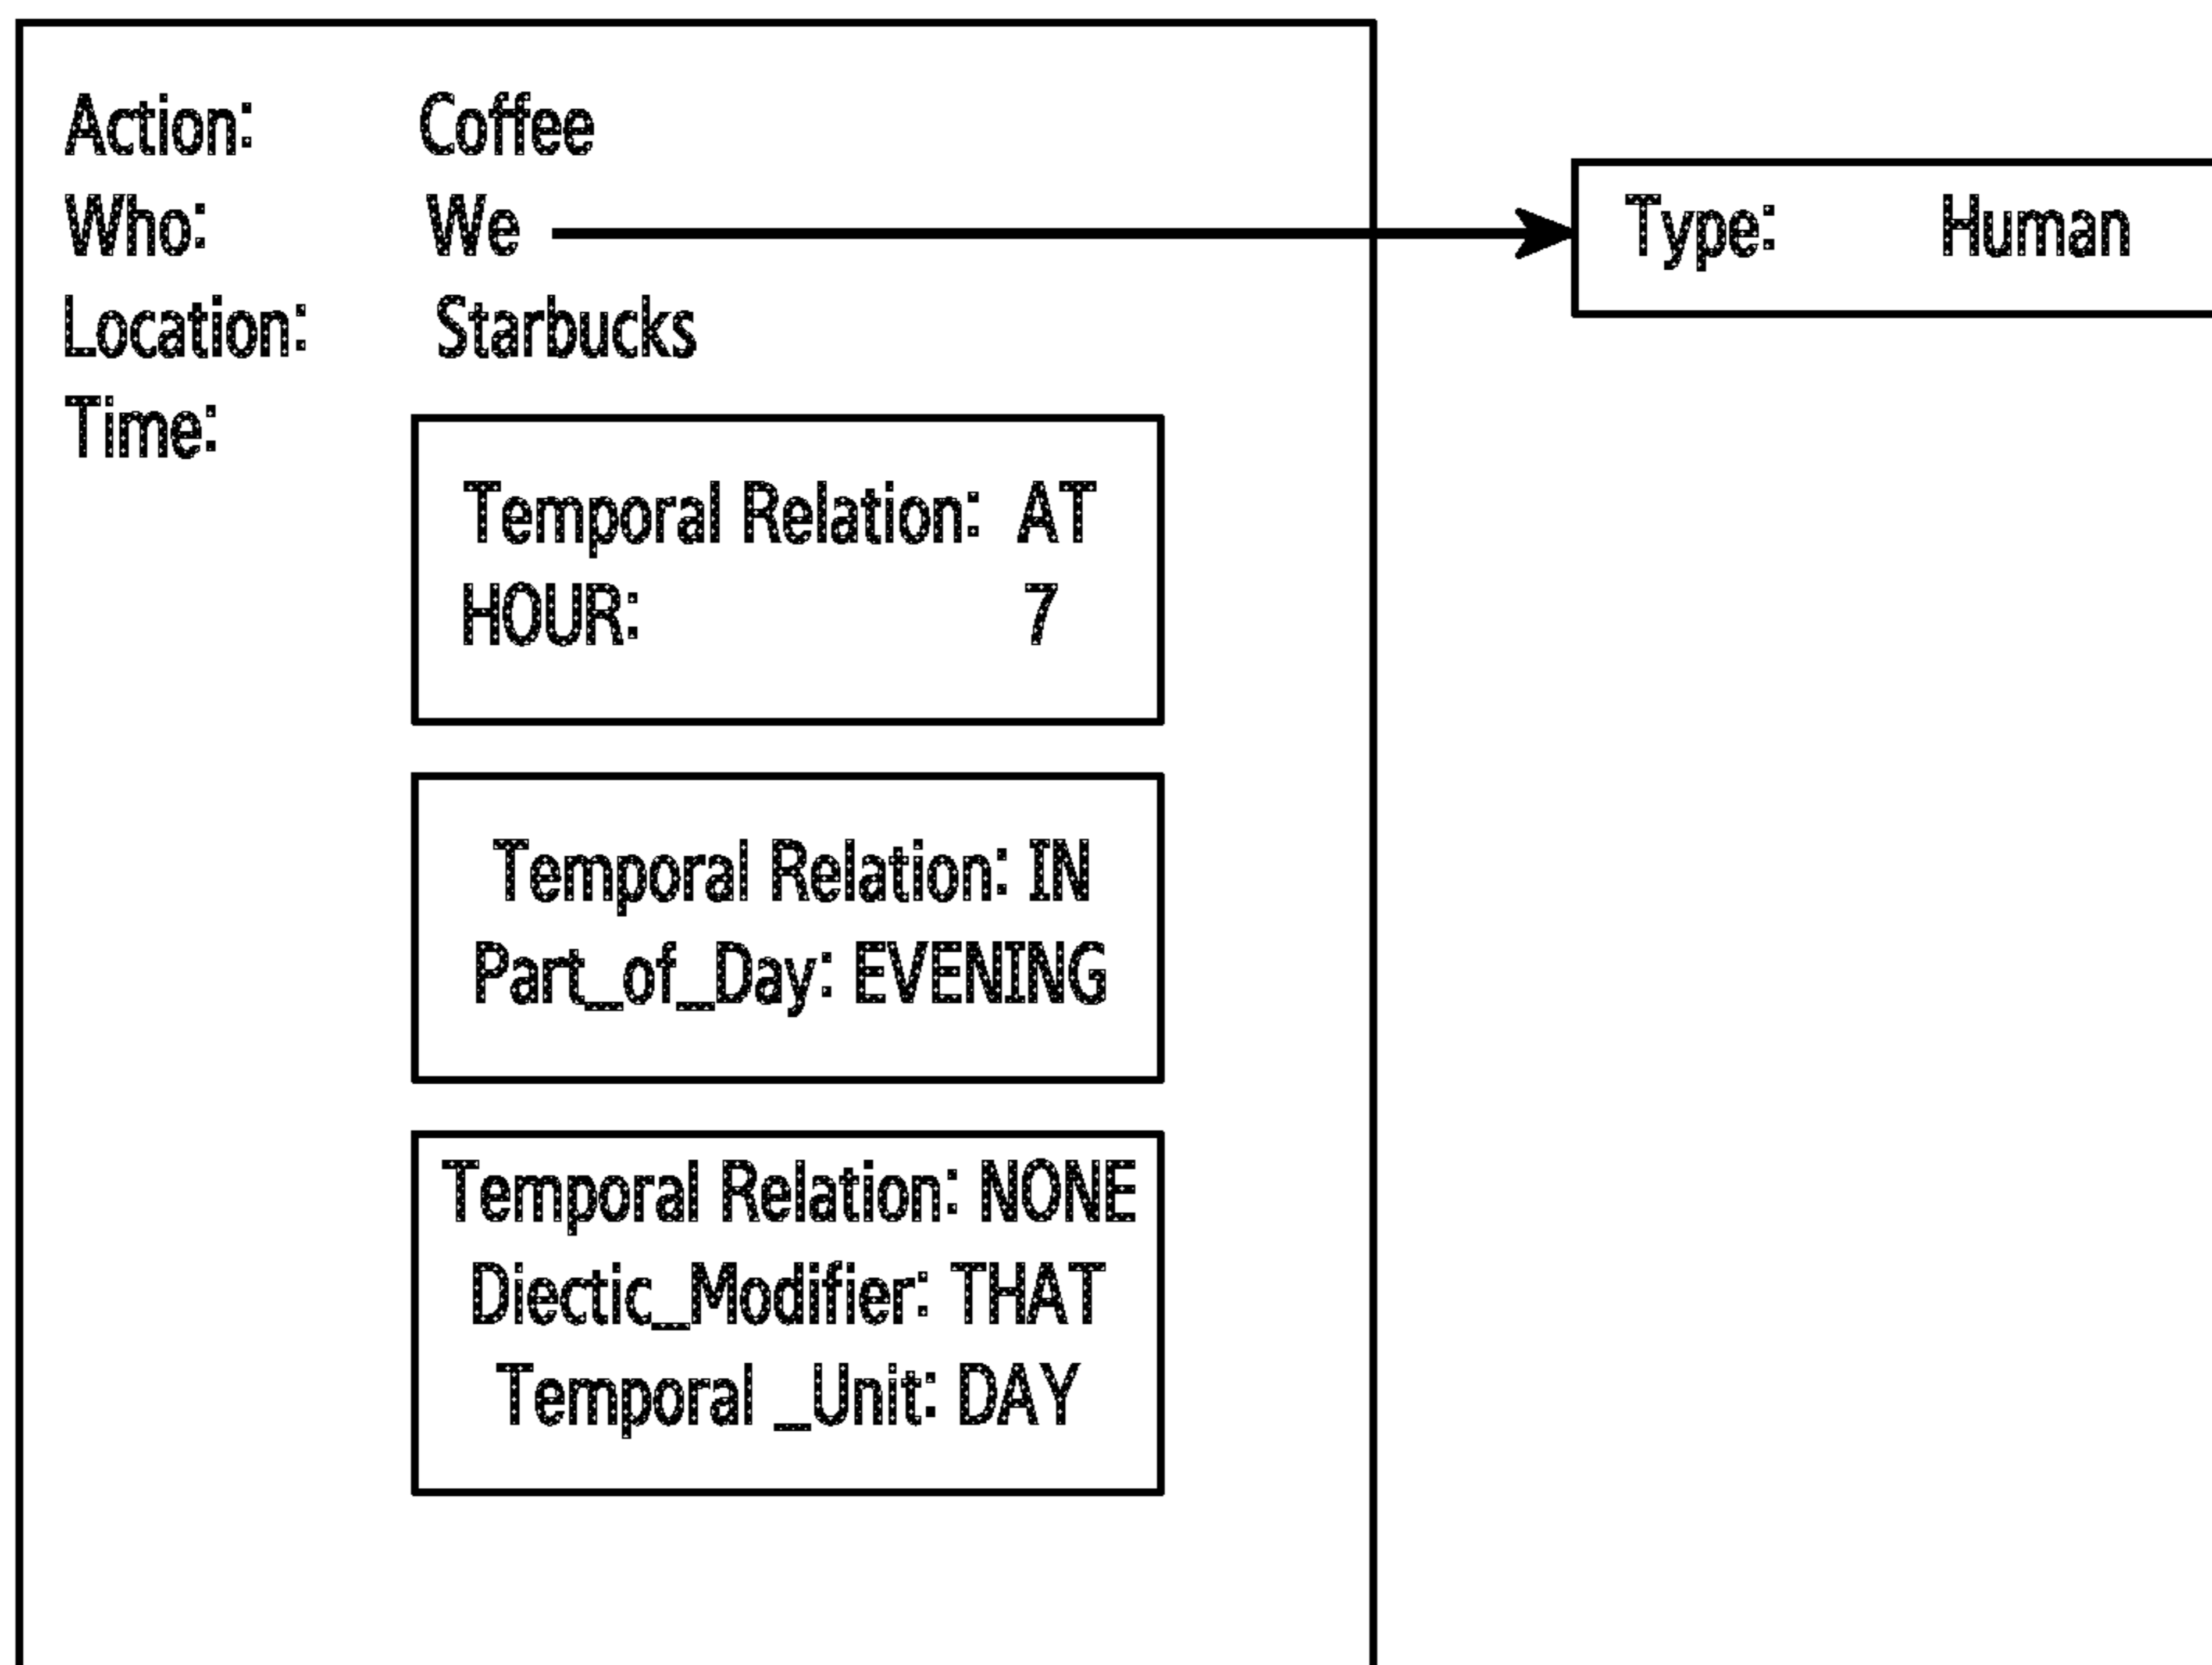 Action: Coffee
Who: We
Type: Human
Location: Starbucks
Time:
Temporal Relation: AT
HOUR: 7
Temporal Relation: IN
Part_of_Day: EVENING
Temporal Relation: NONE
Diectic_Modifier: THAT
Temporal _Unit: DAY